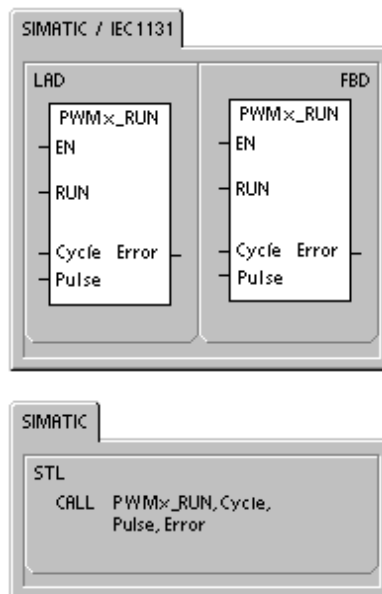 SIMATIC / IEC1131
LAD
FBD
PWMx_RUN
EN
RUN
Cycle Error
Pulse
PWMx_RUN
EN
RUN
Cycle Error
Pulse
SIMATIC
STL
CALL PWMx_RUN, Cycle,
Pulse, Error